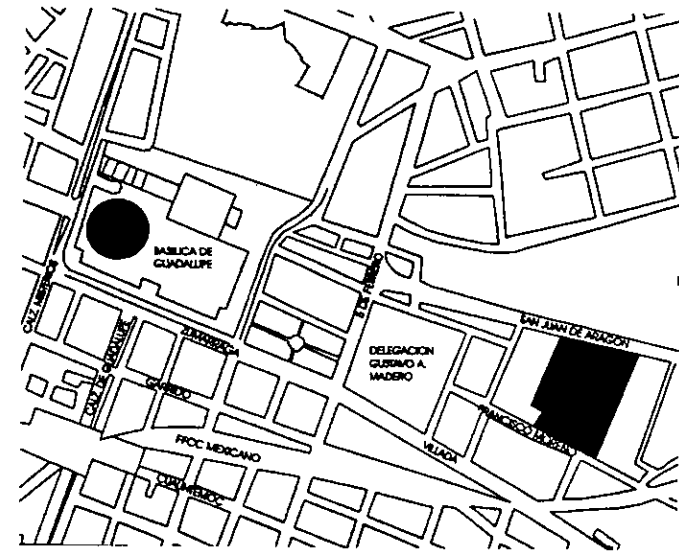 BASILICA DE
GUADALUPE
CALZ. MISTERIOS
5 DE FEBRERO
SAN JUAN DE ARAGON
ZUMARRAGA
CALZ. DE GUADALUPE
DELEGACION
GUSTAVO A.
MADERO
GARRIDO
FRANCISCO MORENO
VILLADA
FFCC MEXICANO
CUAUHTEMOC